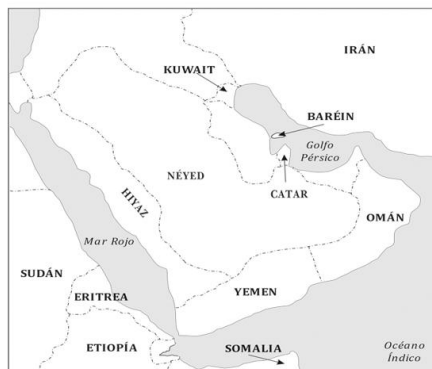 IRÁN
KUWAIT
BARÉIN
Golfo
Pérsico
NÉYED
CATAR
HIYAZ
OMÁN
Mar Rojo
SUDÁN
ERITREA
YEMEN
ETIOPÍA
SOMALIA
Océano
Índico